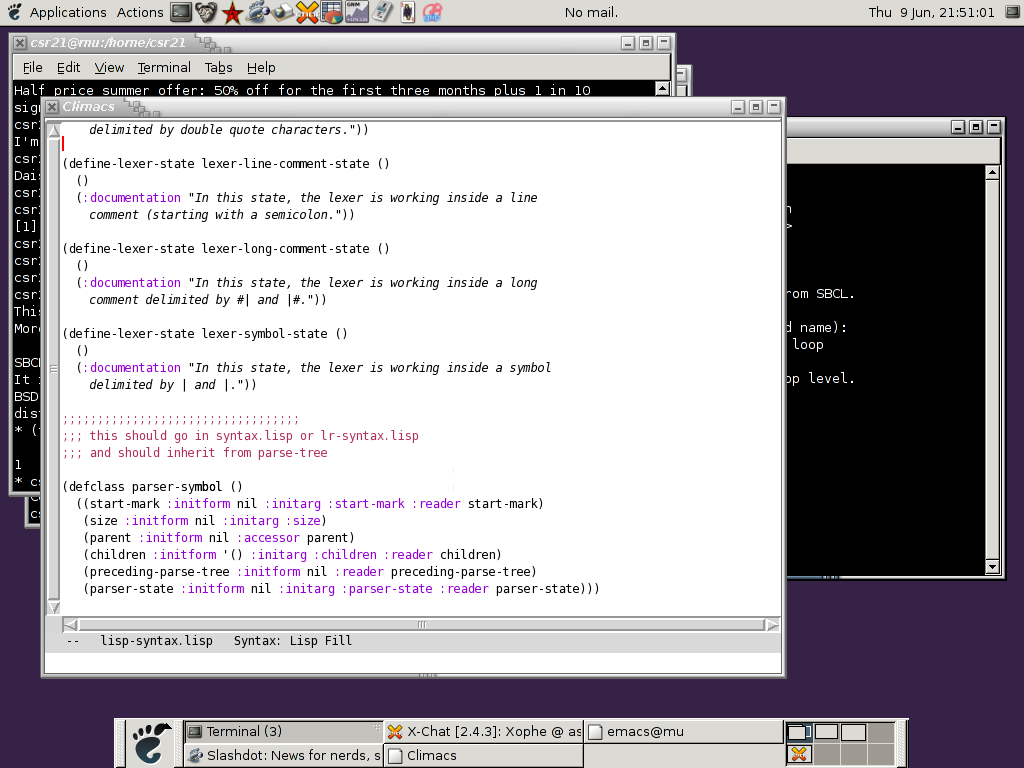 Applications Actions No mail. Thu 9 Jun, 21:51:01
csr21@mu:/home/csr21
File Edit View Terminal Tabs Help
Half price summer offer: 50% off for the first three months plus 1 in 10
sign
csr
I'm
csr
Dais
csr
csr
[1]
csr
csr
csr
csr
This
More
SBCL
It i
BSD
dist
* (
1
* cs
cs
Climacs
delimited by double quote characters."))
(define-lexer-state lexer-line-comment-state ()
()
(:documentation "In this state, the lexer is working inside a line
comment (starting with a semicolon."))
(define-lexer-state lexer-long-comment-state ()
()
(:documentation "In this state, the lexer is working inside a long
comment delimited by #| and |#."))
(define-lexer-state lexer-symbol-state ()
()
(:documentation "In this state, the lexer is working inside a symbol
delimited by | and |."))
;;;;;;;;;;;;;;;;;;;;;;;;;;;;;;;;;;
;;; this should go in syntax.lisp or lr-syntax.lisp
;;; and should inherit from parse-tree
(defclass parser-symbol ()
((start-mark :initform nil :initarg :start-mark :reader start-mark)
(size :initform nil :initarg :size)
(parent :initform nil :accessor parent)
(children :initform '() :initarg :children :reader children)
(preceding-parse-tree :initform nil :reader preceding-parse-tree)
(parser-state :initform nil :initarg :parser-state :reader parser-state)))
-- lisp-syntax.lisp Syntax: Lisp Fill
n
>
rom SBCL.
d name):
loop
op level.
Terminal (3) X-Chat [2.4.3]: Xophe @ as emacs@mu
Slashdot: News for nerds, s Climacs